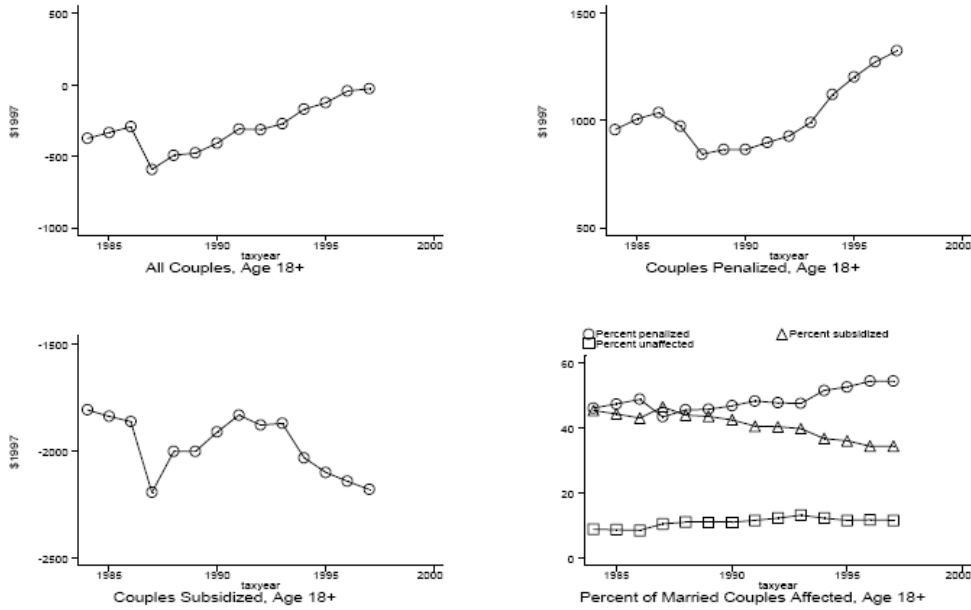 500
0
-500
-1000
$1997
1985 1990 1995 2000
taxyear
All Couples, Age 18+
1500
1000
500
$1997
1985 1990 1995 2000
taxyear
Couples Penalized, Age 18+
-1500
-2000
-2500
$1997
1985 1990 1995 2000
taxyear
Couples Subsidized, Age 18+
Percent penalized Percent subsidized
Percent unaffected
60
40
20
0
1985 1990 1995 2000
taxyear
Percent of Married Couples Affected, Age 18+